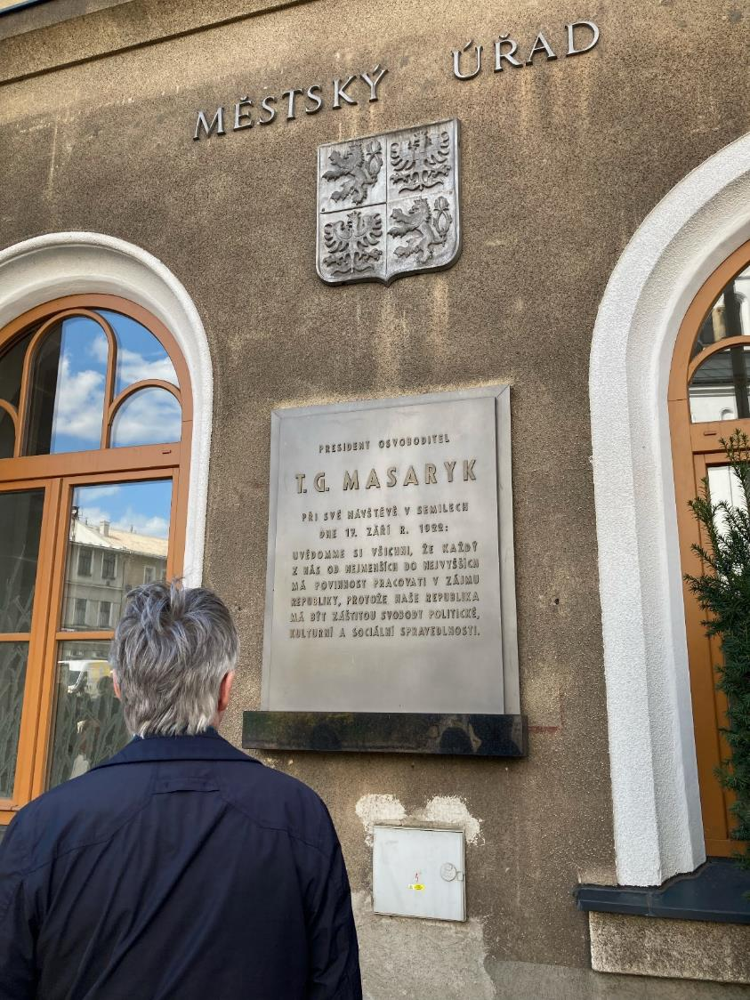 MĚSTSKÝ ÚŘAD
PRESIDENT OSVOBODITEL
T. G. MASARYK
PŘI SVÉ NÁVŠTĚVĚ V SEMILECH
DNE 17. ZÁŘÍ R. 1922:
UVĚDOMME SI VŠICHNI, ŽE KAŽDÝ
Z NÁS OD NEJMENŠÍCH DO NEJVYŠŠÍCH
MÁ POVINNOST PRACOVATI V ZÁJMU
REPUBLIKY, PROTOŽE NAŠE REPUBLIKA
MÁ BÝT ZÁŠTITOU SVOBODY POLITICKÉ,
KULTURNÍ A SOCIÁLNÍ SPRAVEDLNOSTI.